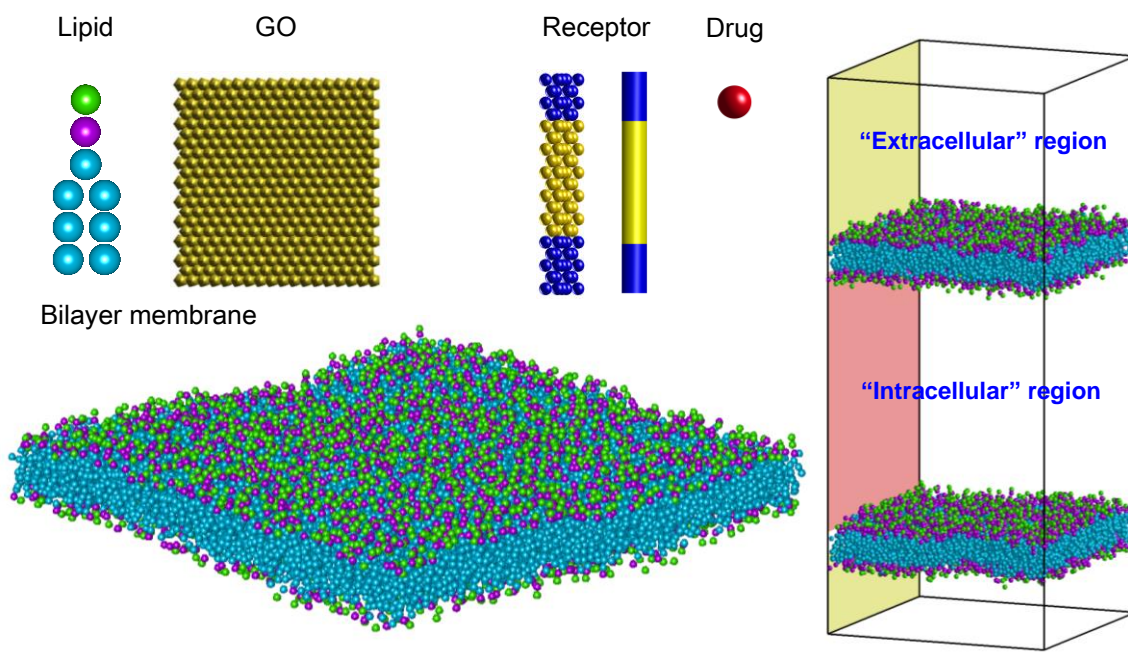 Lipid
GO
Receptor
Drug
“Extracellular” region
Bilayer membrane
“Intracellular” region